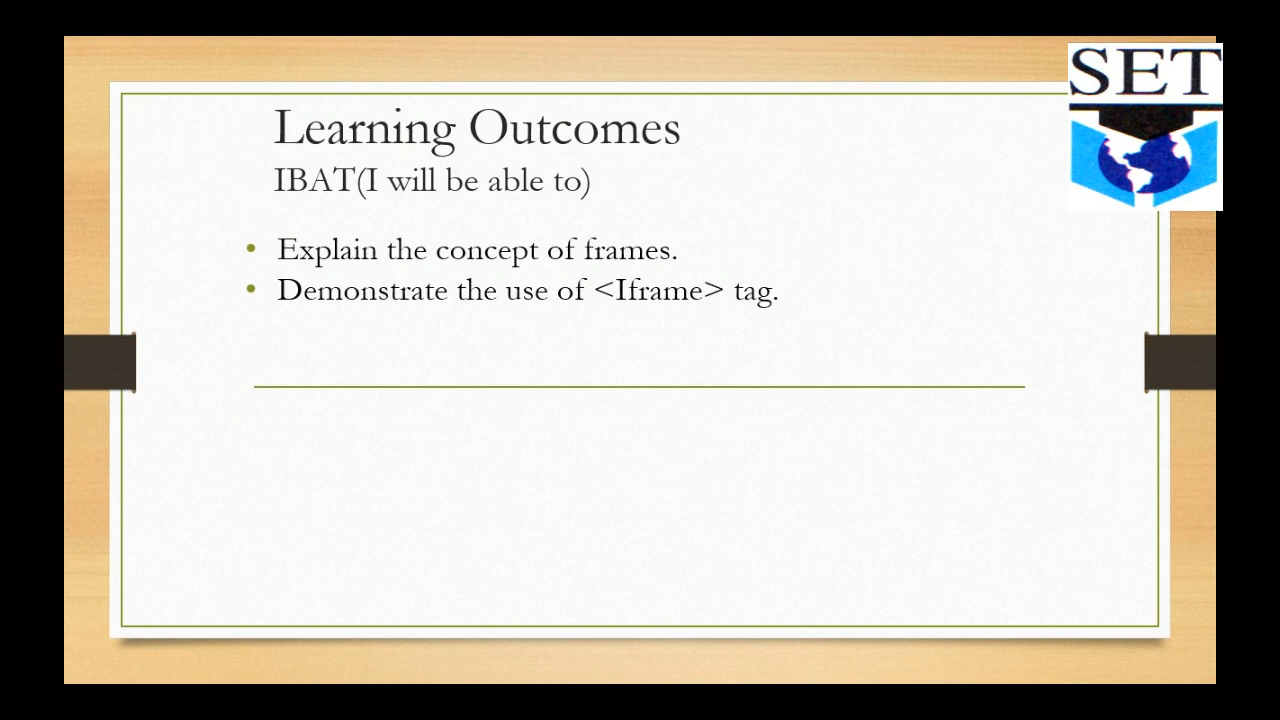 SET
Learning Outcomes
IBAT(I will be able to)
• Explain the concept of frames.
• Demonstrate the use of <Iframe> tag.